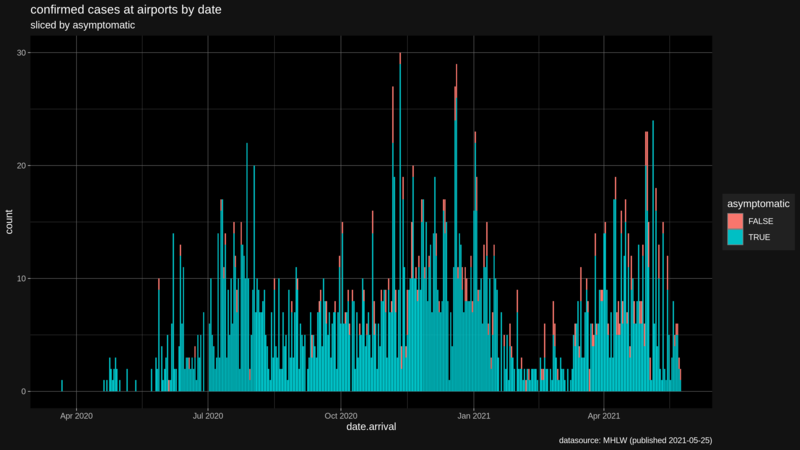 confirmed cases at airports by date
sliced by asymptomatic
30
20
10
0
count
Apr 2020
Jul 2020
Oct 2020
Jan 2021
Apr 2021
date.arrival
asymptomatic
FALSE
TRUE
datasource: MHLW (published 2021-05-25)